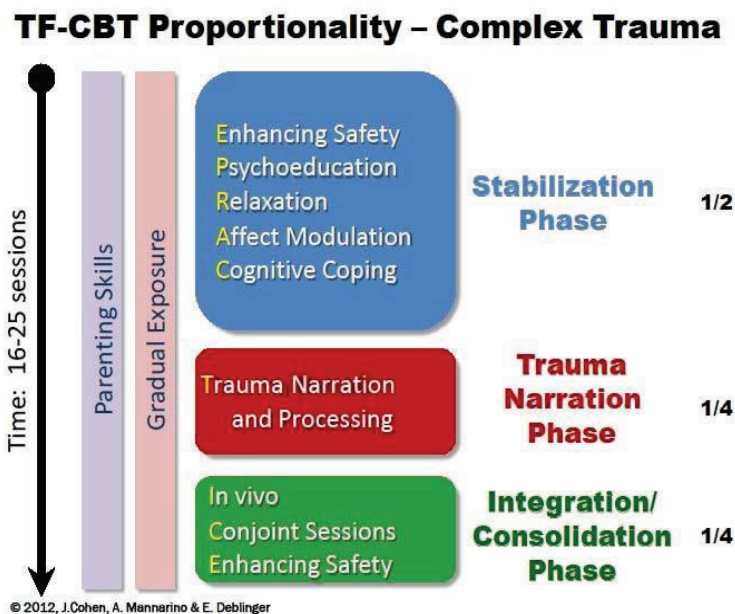 TF-CBT Proportionality – Complex Trauma
Time: 16-25 sessions
Parenting Skills
Gradual Exposure
Enhancing Safety
Psychoeducation
Relaxation
Affect Modulation
Cognitive Coping
Stabilization
Phase
1/2
Trauma Narration
and Processing
Trauma
Narration
Phase
1/4
In vivo
Conjoint Sessions
Enhancing Safety
Integration/
Consolidation
Phase
1/4
© 2012, J.Cohen, A. Mannarino & E. Deblinger